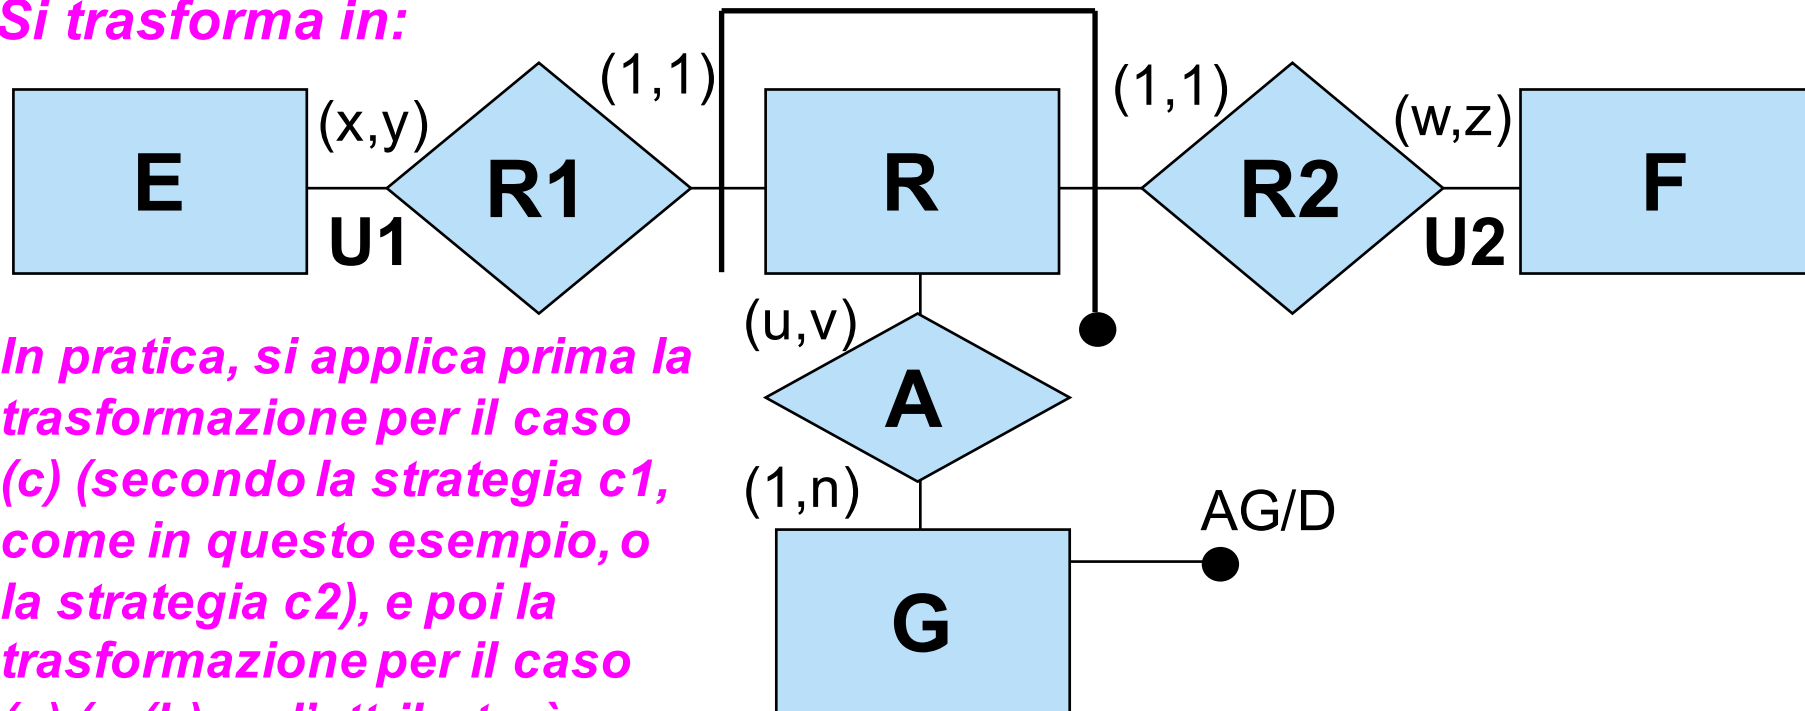 Si trasforma in:
(1,1)
(1,1)
(x,y)
(w,z)
E
R1
R
R2
F
U1
U2
(u,v)
In pratica, si applica prima la
trasformazione per il caso
(c) (secondo la strategia c1,
come in questo esempio, o
la strategia c2), e poi la
trasformazione per il caso
A
(1,n)
AG/D
G